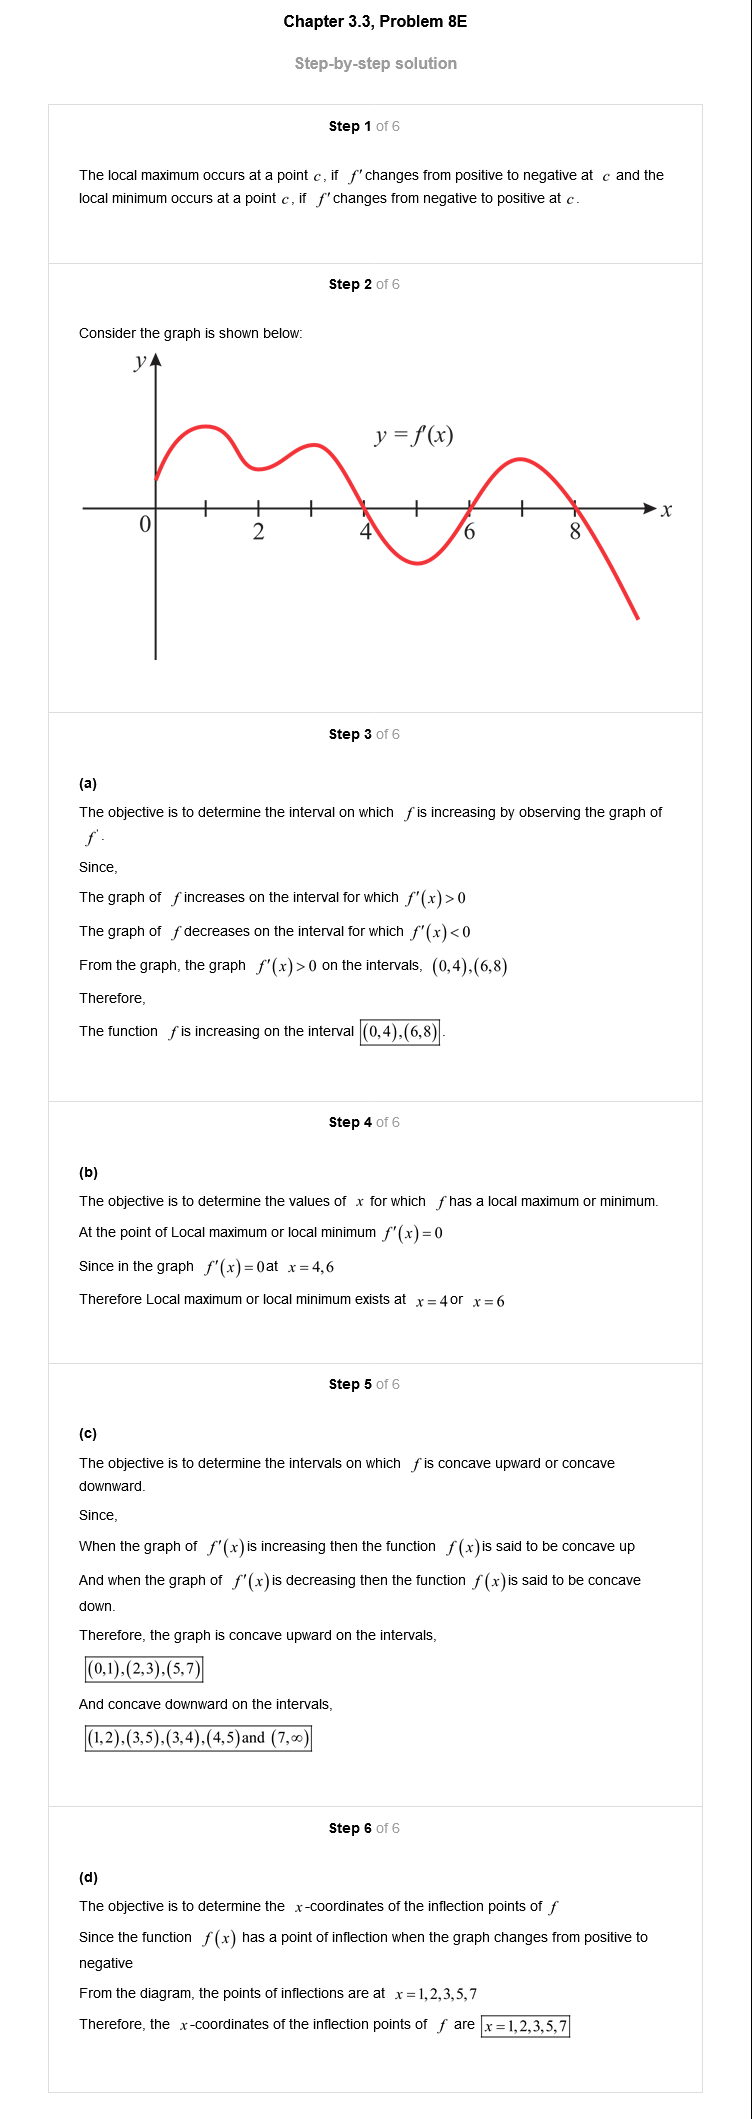 Chapter 3.3, Problem 8E
Step-by-step solution
Step 1 of 6
The local maximum occurs at a point c, if f' changes from positive to negative at c and the
local minimum occurs at a point c, if f' changes from negative to positive at c.
Step 2 of 6
Consider the graph is shown below:
y
y = f'(x)
x
0 2 4 6 8
Step 3 of 6
(a)
The objective is to determine the interval on which f is increasing by observing the graph of
f'.
Since,
The graph of f increases on the interval for which f'(x)>0
The graph of f decreases on the interval for which f'(x)<0
From the graph, the graph f'(x)>0 on the intervals, (0,4),(6,8)
Therefore,
The function f is increasing on the interval (0,4),(6,8).
Step 4 of 6
(b)
The objective is to determine the values of x for which f has a local maximum or minimum.
At the point of Local maximum or local minimum f'(x)=0
Since in the graph f'(x)=0at x=4,6
Therefore Local maximum or local minimum exists at x=4or x=6
Step 5 of 6
(c)
The objective is to determine the intervals on which f is concave upward or concave
downward.
Since,
When the graph of f'(x)is increasing then the function f(x)is said to be concave up
And when the graph of f'(x)is decreasing then the function f(x)is said to be concave
down.
Therefore, the graph is concave upward on the intervals,
(0,1),(2,3),(5,7)
And concave downward on the intervals,
(1,2),(3,5),(3,4),(4,5)and (7,∞)
Step 6 of 6
(d)
The objective is to determine the x-coordinates of the inflection points of f
Since the function f(x) has a point of inflection when the graph changes from positive to
negative
From the diagram, the points of inflections are at x=1,2,3,5,7
Therefore, the x-coordinates of the inflection points of f are x=1,2,3,5,7